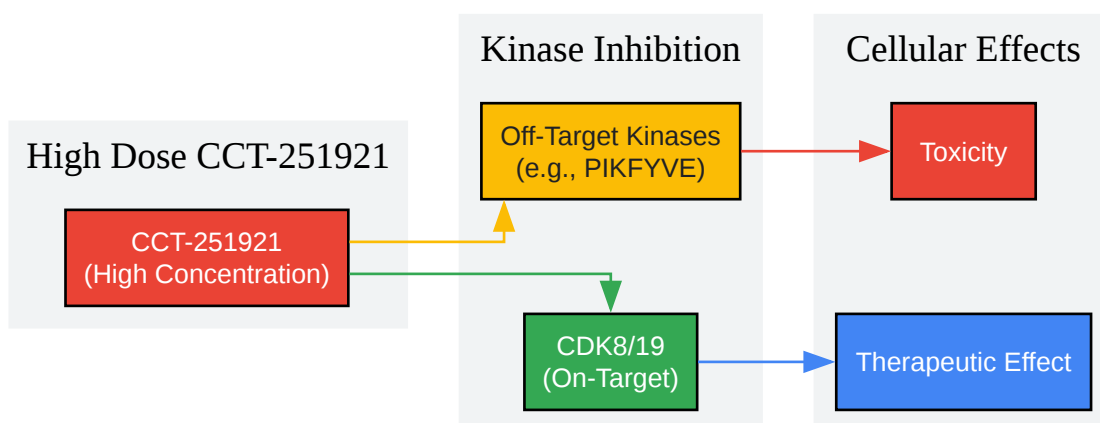 High Dose CCT-251921
CCT-251921
(High Concentration)
Kinase Inhibition
Off-Target Kinases
(e.g., PIKFYVE)
CDK8/19
(On-Target)
Cellular Effects
Toxicity
Therapeutic Effect